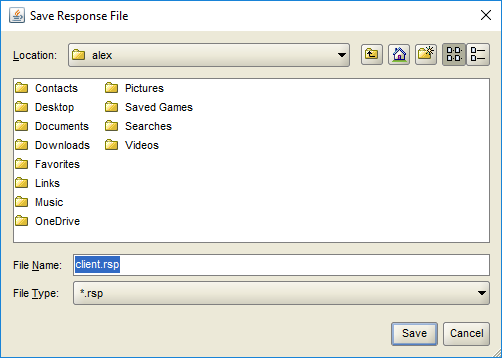 Save Response File
Location: alex
Contacts Pictures
Desktop Saved Games
Documents Searches
Downloads Videos
Favorites
Links
Music
OneDrive
File Name: client.rsp
File Type: *.rsp
Save Cancel